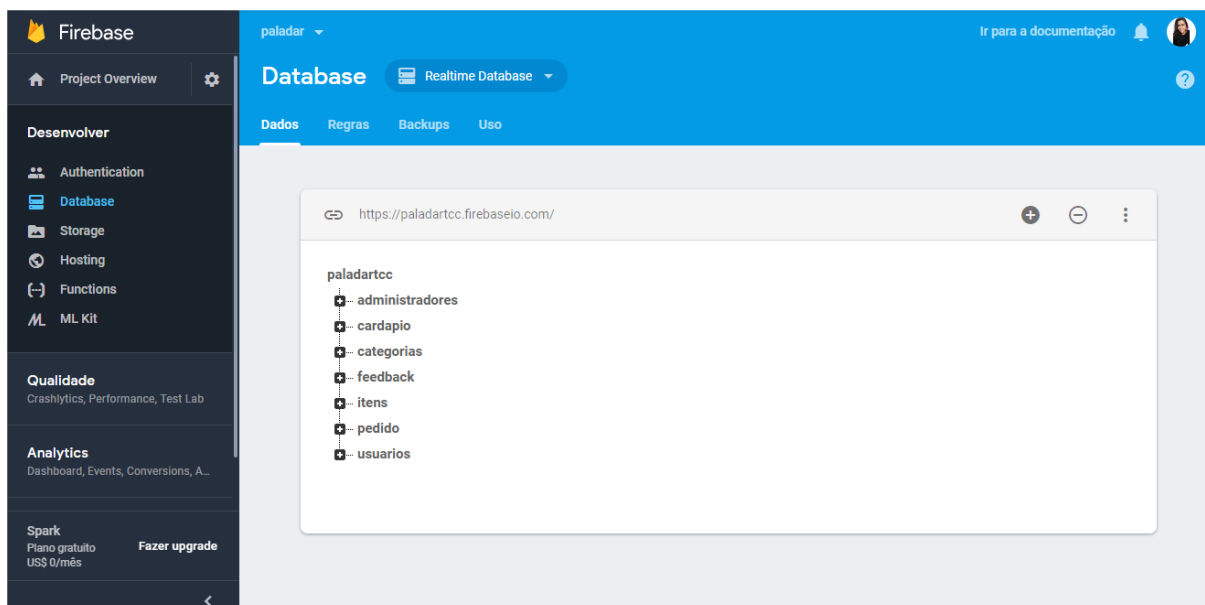 Firebase
Project Overview
Desenvolver
Authentication
Database
Storage
Hosting
Functions
ML Kit
Qualidade
Crashlytics, Performance, Test Lab
Analytics
Dashboard, Events, Conversions, A...
Spark
Plano gratuito
US$ 0/mês
Fazer upgrade
paladar
Ir para a documentação
Database
Realtime Database
Dados Regras Backups Uso
https://paladartcc.firebaseio.com/
paladartcc
administradores
cardapio
categorias
feedback
itens
pedido
usuarios